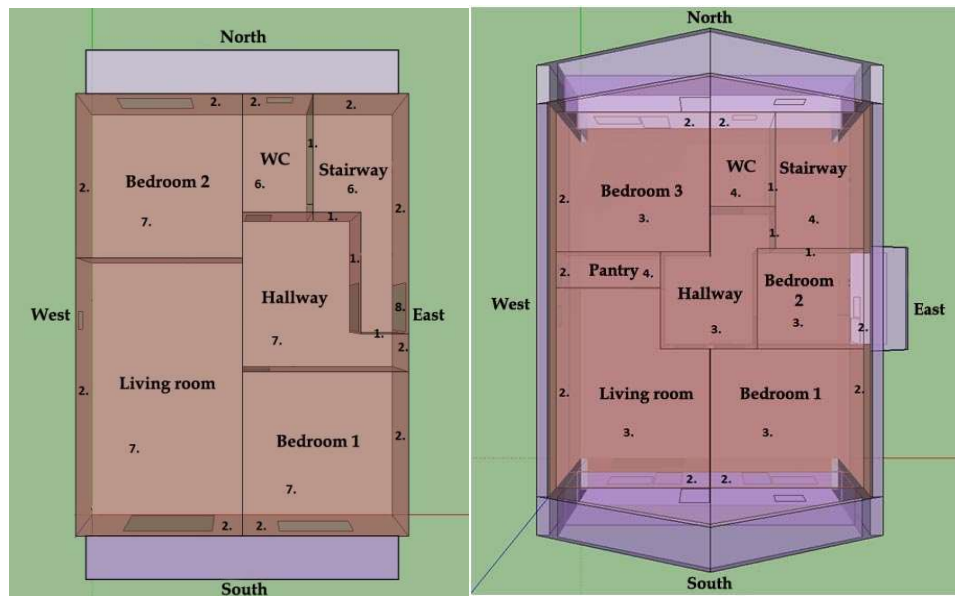 North
2.
2.
2.
1.
WC
Stairway
Bedroom 2
2.
6.
6.
2.
7.
1.
1.
Hallway
8.
West
East
7.
1.
2.
Living room
2.
Bedroom 1
2.
7.
7.
2.
2.
South
North
2.
2.
WC
Stairway
Bedroom 3
2.
4.
1.
3.
4.
1.
1.
Pantry
4.
2.
Bedroom
2
Hallway
West
East
3.
3.
2.
Living room
Bedroom 1
2.
2.
3.
3.
2.
2.
South